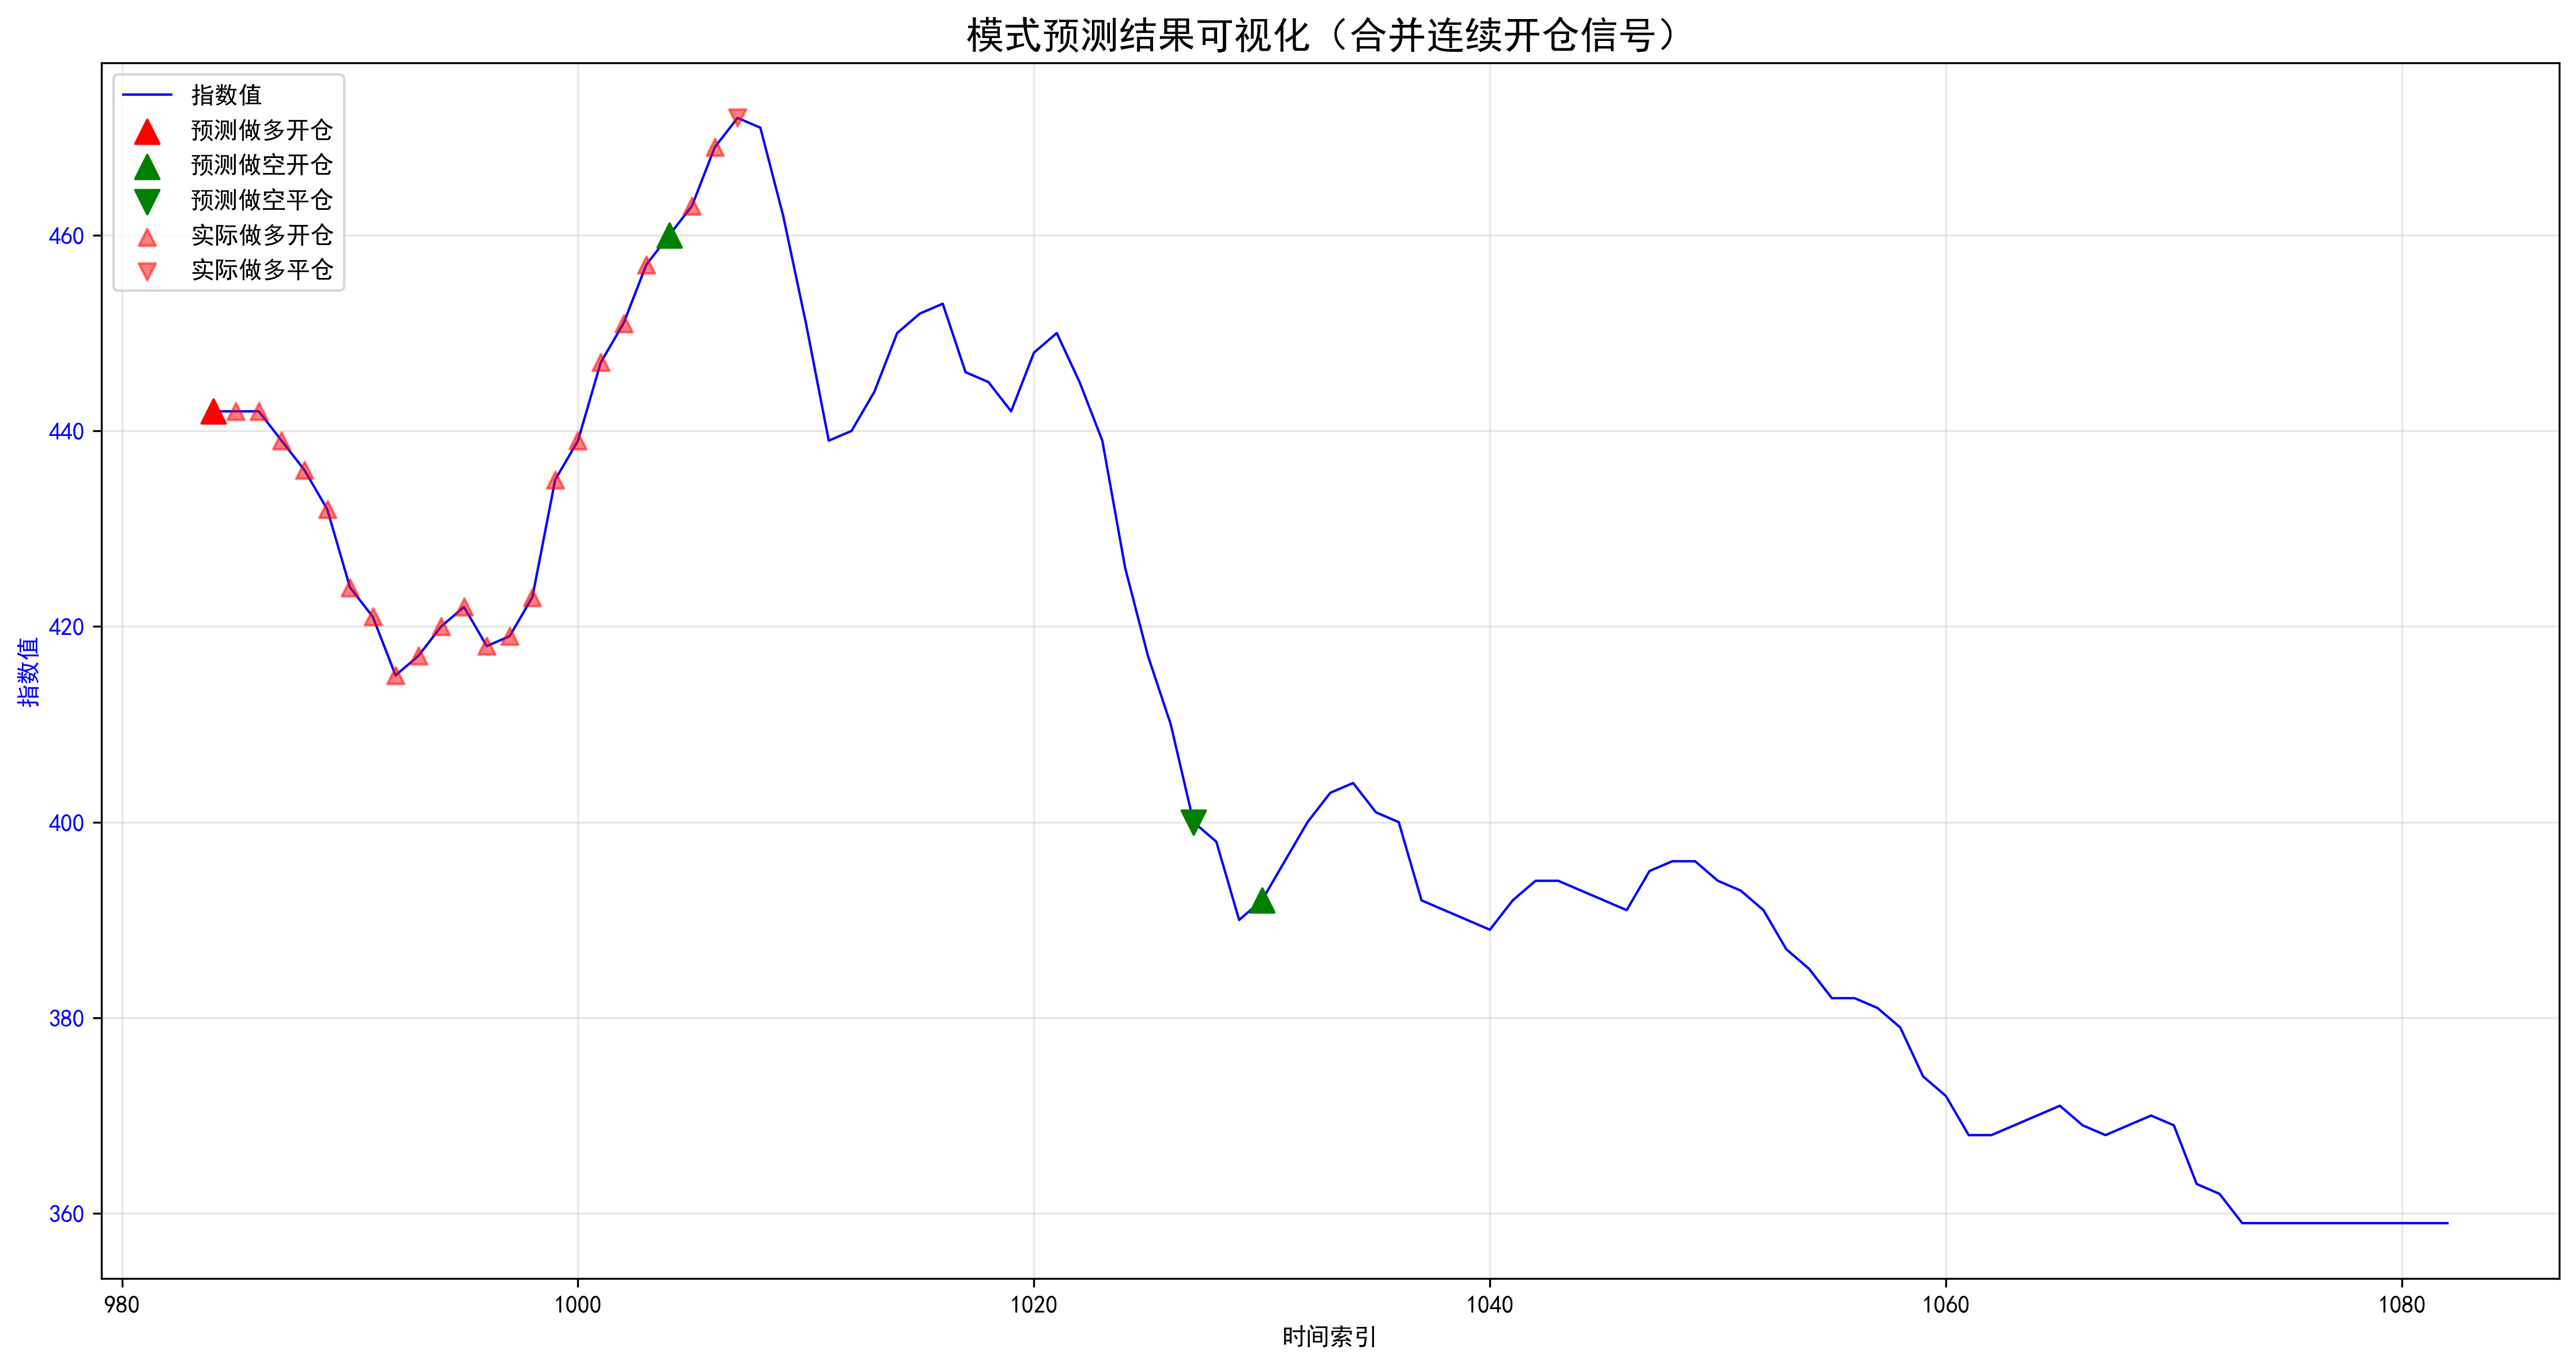 模式预测结果可视化（合并连续开仓信号）
指数值
预测做多开仓
预测做空开仓
预测做空平仓
实际做多开仓
实际做多平仓
460
440
420
400
380
360
指数值
980
1000
1020
1040
1060
1080
时间索引